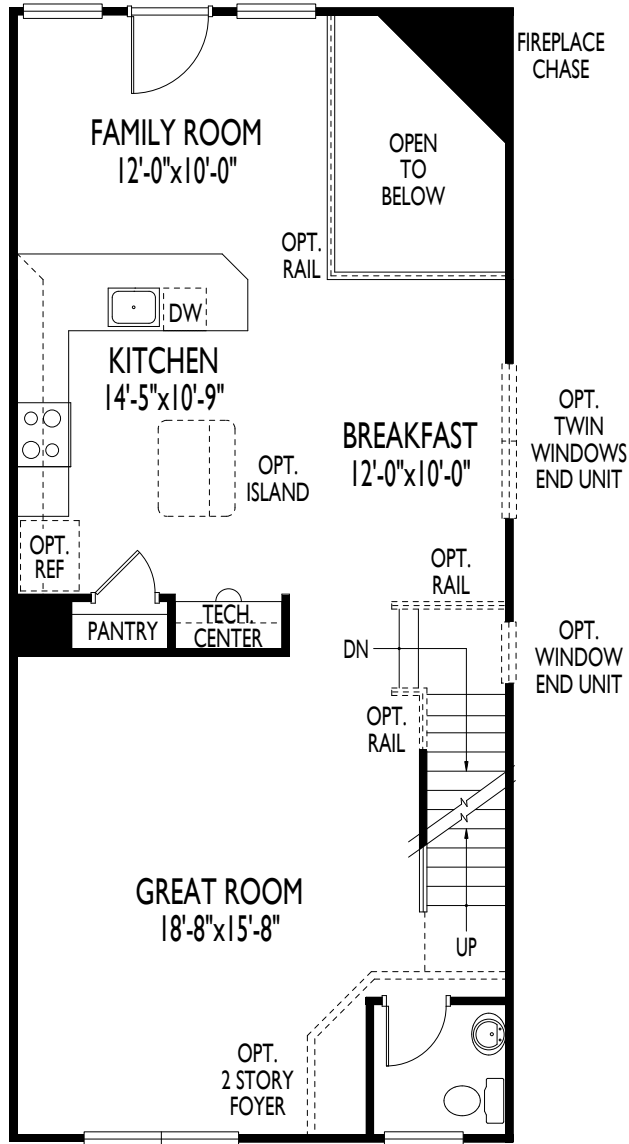 FIREPLACE
CHASE
FAMILY ROOM
12'-0"x10'-0"
OPEN
TO
BELOW
OPT.
RAIL
DW
KITCHEN
14'-5"x10'-9"
OPT.
ISLAND
BREAKFAST
12'-0"x10'-0"
OPT.
TWIN
WINDOWS
END UNIT
OPT.
REF
PANTRY
TECH.
CENTER
OPT.
RAIL
DN
OPT.
WINDOW
END UNIT
OPT.
RAIL
GREAT ROOM
18'-8"x15'-8"
UP
OPT.
2 STORY
FOYER